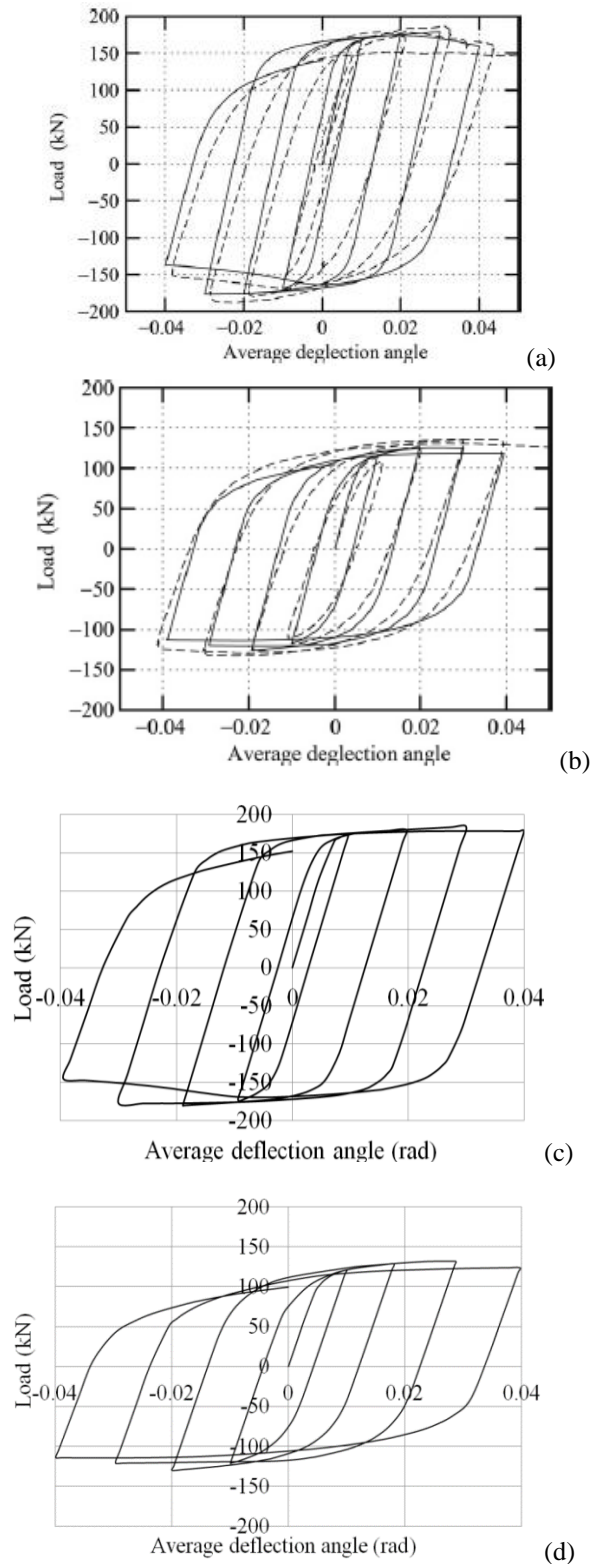 200
150
100
50
0
−50
−100
−150
−200
Load (kN)
−0.04 −0.02 0 0.02 0.04
Average deglection angle
(a)
200
150
100
50
0
−50
−100
−150
−200
Load (kN)
−0.04 −0.02 0 0.02 0.04
Average deglection angle
(b)
200
150
100
50
0
-0.04 -0.02 0 0.02 0.04
-50
-100
-150
-200
Load (kN)
Average deflection angle (rad)
(c)
200
150
100
50
0
-0.04 -0.02 0 0.02 0.04
-50
-100
-150
-200
Load (kN)
Average deflection angle (rad)
(d)